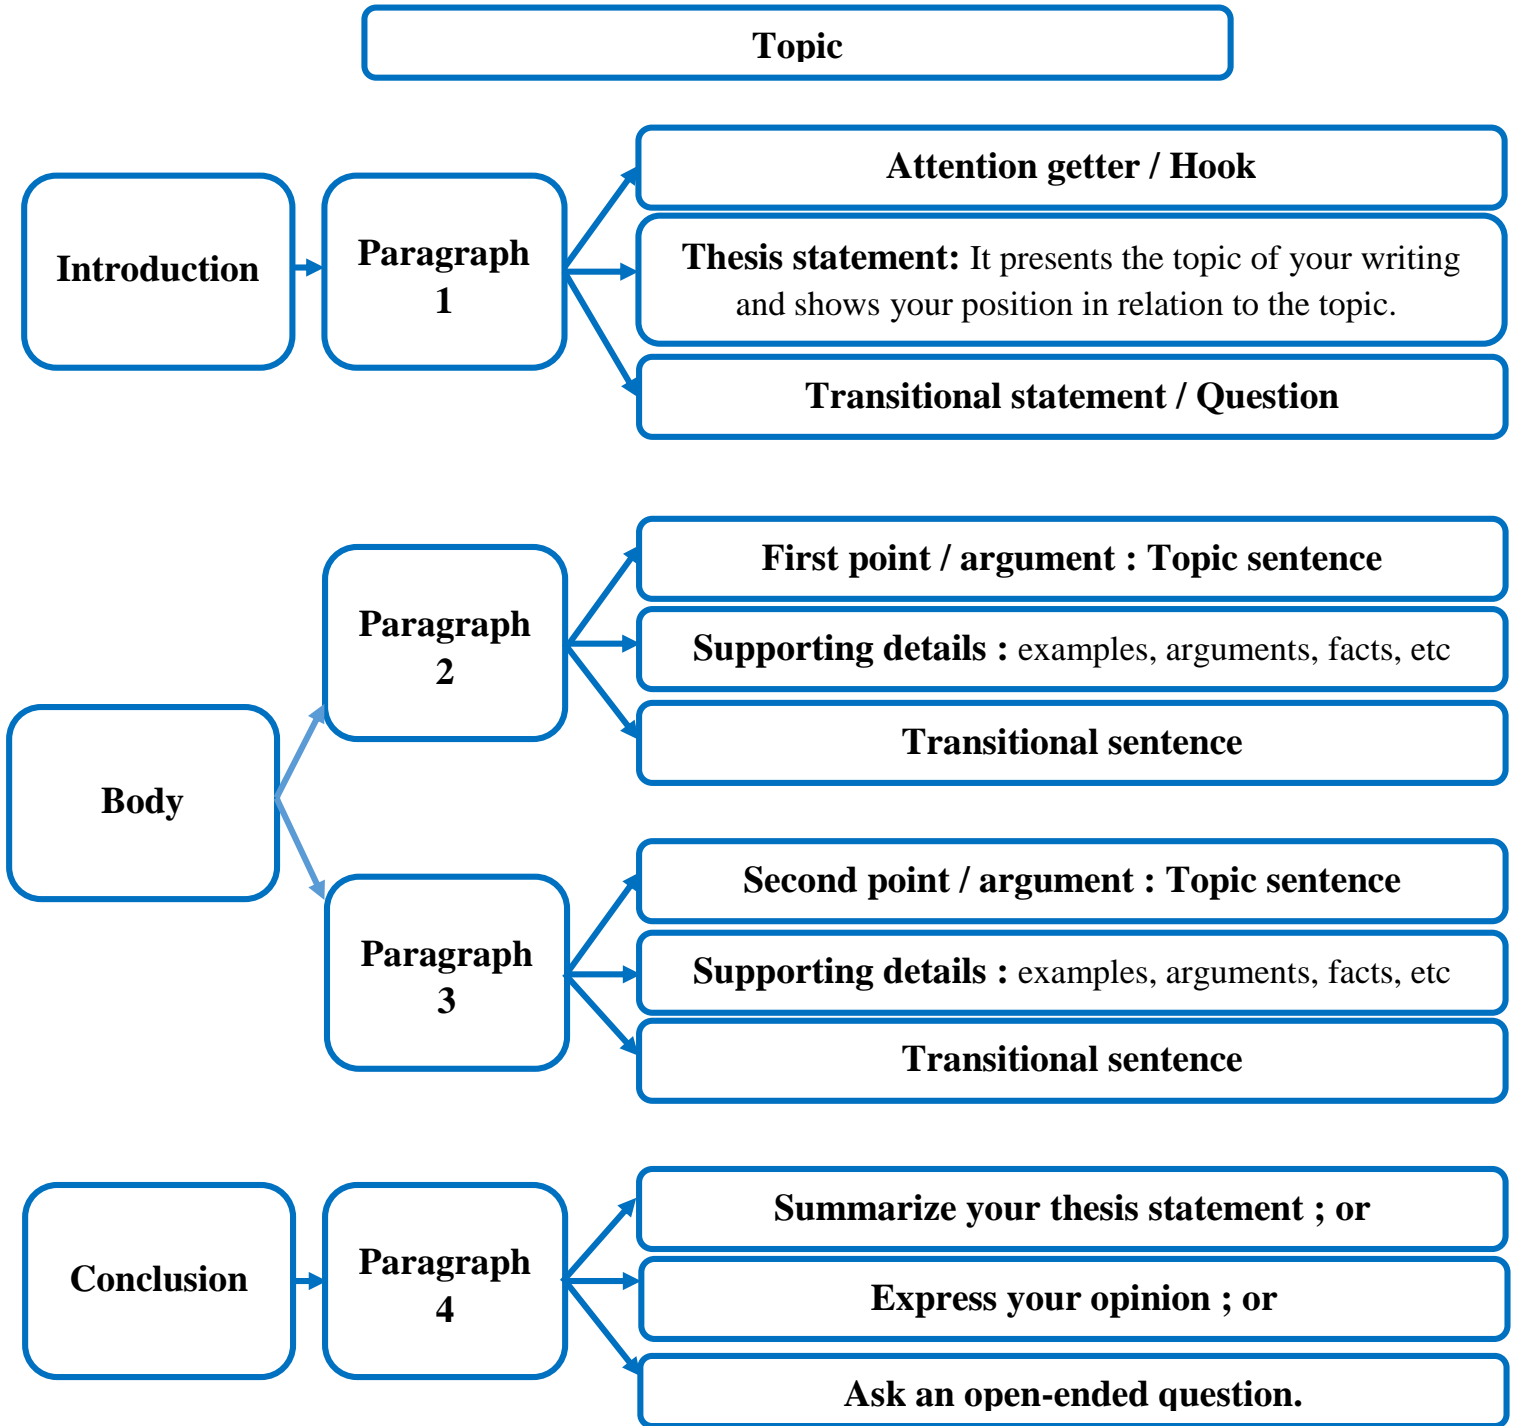 Topic
Introduction
Paragraph
1
Attention getter / Hook
Thesis statement: It presents the topic of your writing
and shows your position in relation to the topic.
Transitional statement / Question
Body
Paragraph
2
First point / argument : Topic sentence
Supporting details : examples, arguments, facts, etc
Transitional sentence
Paragraph
3
Second point / argument : Topic sentence
Supporting details : examples, arguments, facts, etc
Transitional sentence
Conclusion
Paragraph
4
Summarize your thesis statement ; or
Express your opinion ; or
Ask an open-ended question.